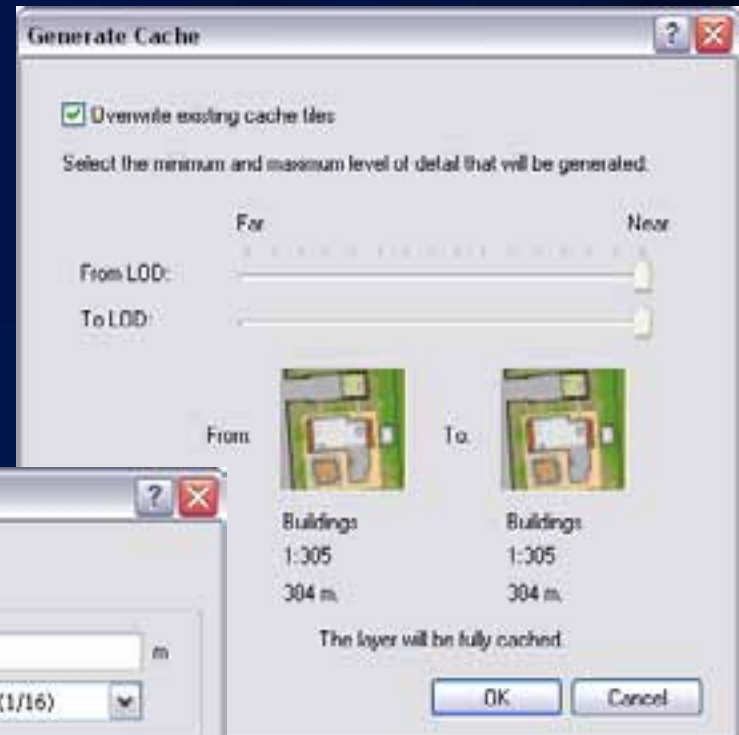 Generate Cache
Overwrite existing cache tiles
Select the minimum and maximum level of detail that will be generated.
Far Near
From LOD:
To LOD:
From: To:
Buildings Buildings
1:305 1:305
304 m. 304 m.
The layer will be fully cached.
OK Cancel
m
(1/16)